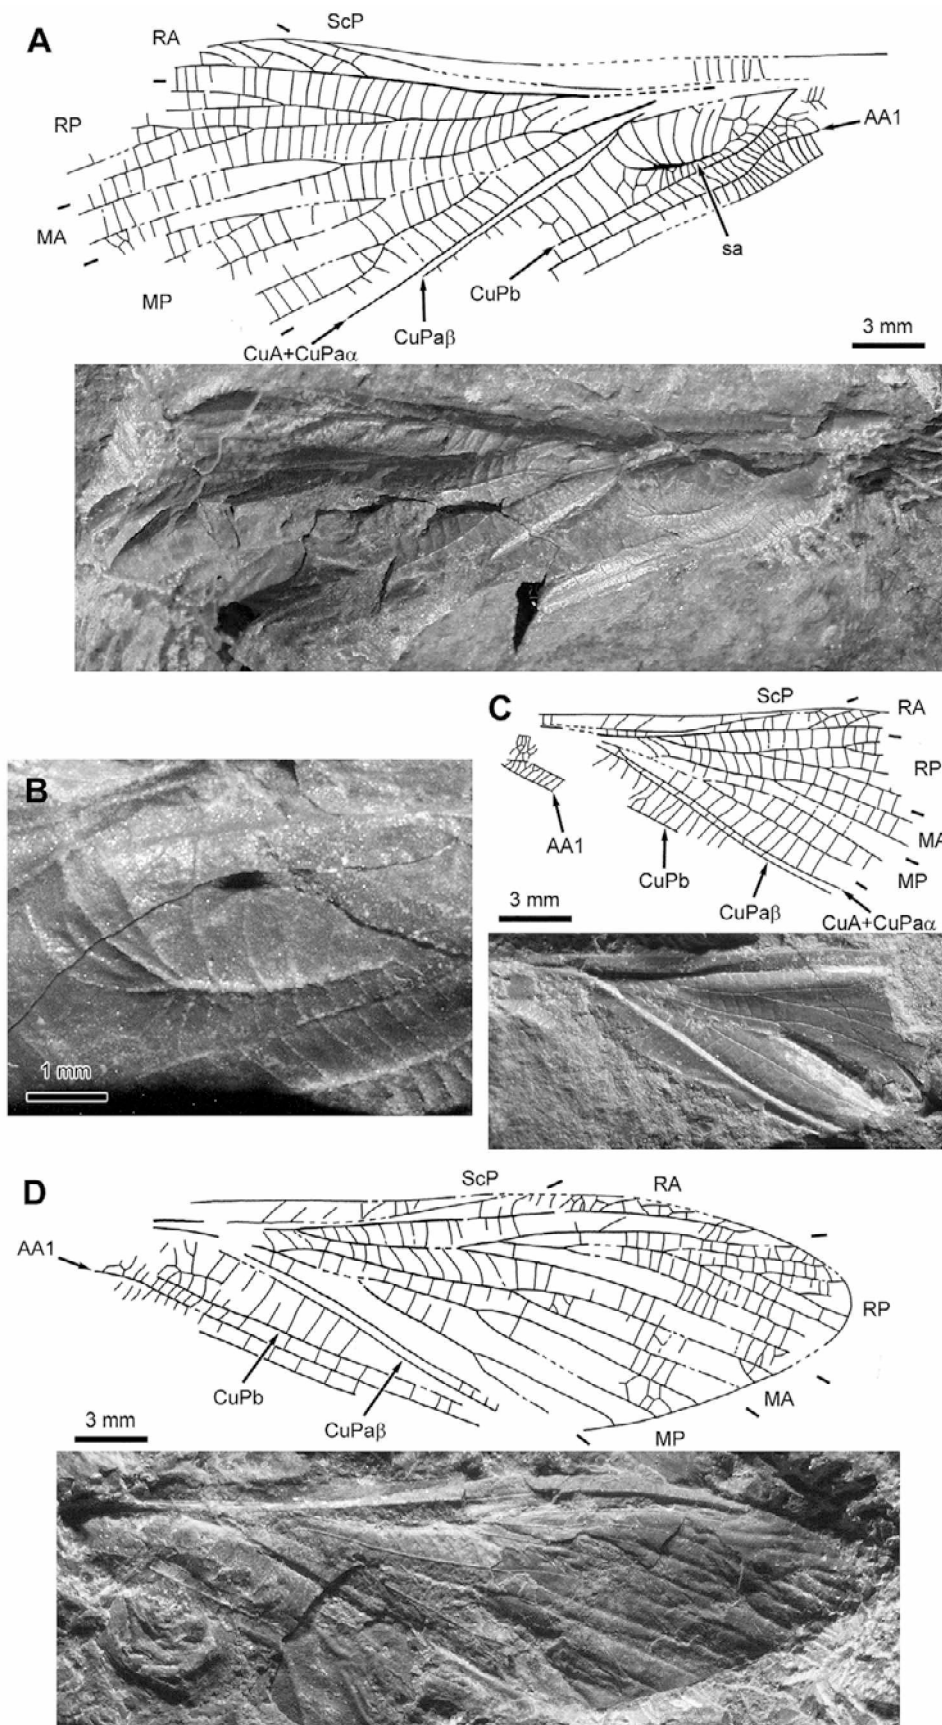 A
ScP
RA
RP
AA1
MA
sa
MP
CuPb
CuPaβ
CuA+CuPaα
3 mm
B
1 mm
C
ScP
RA
RP
AA1
MA
CuPb
MP
CuPaβ
CuA+CuPaα
3 mm
D
ScP
RA
AA1
RP
CuPb
CuPaβ
MA
MP
3 mm